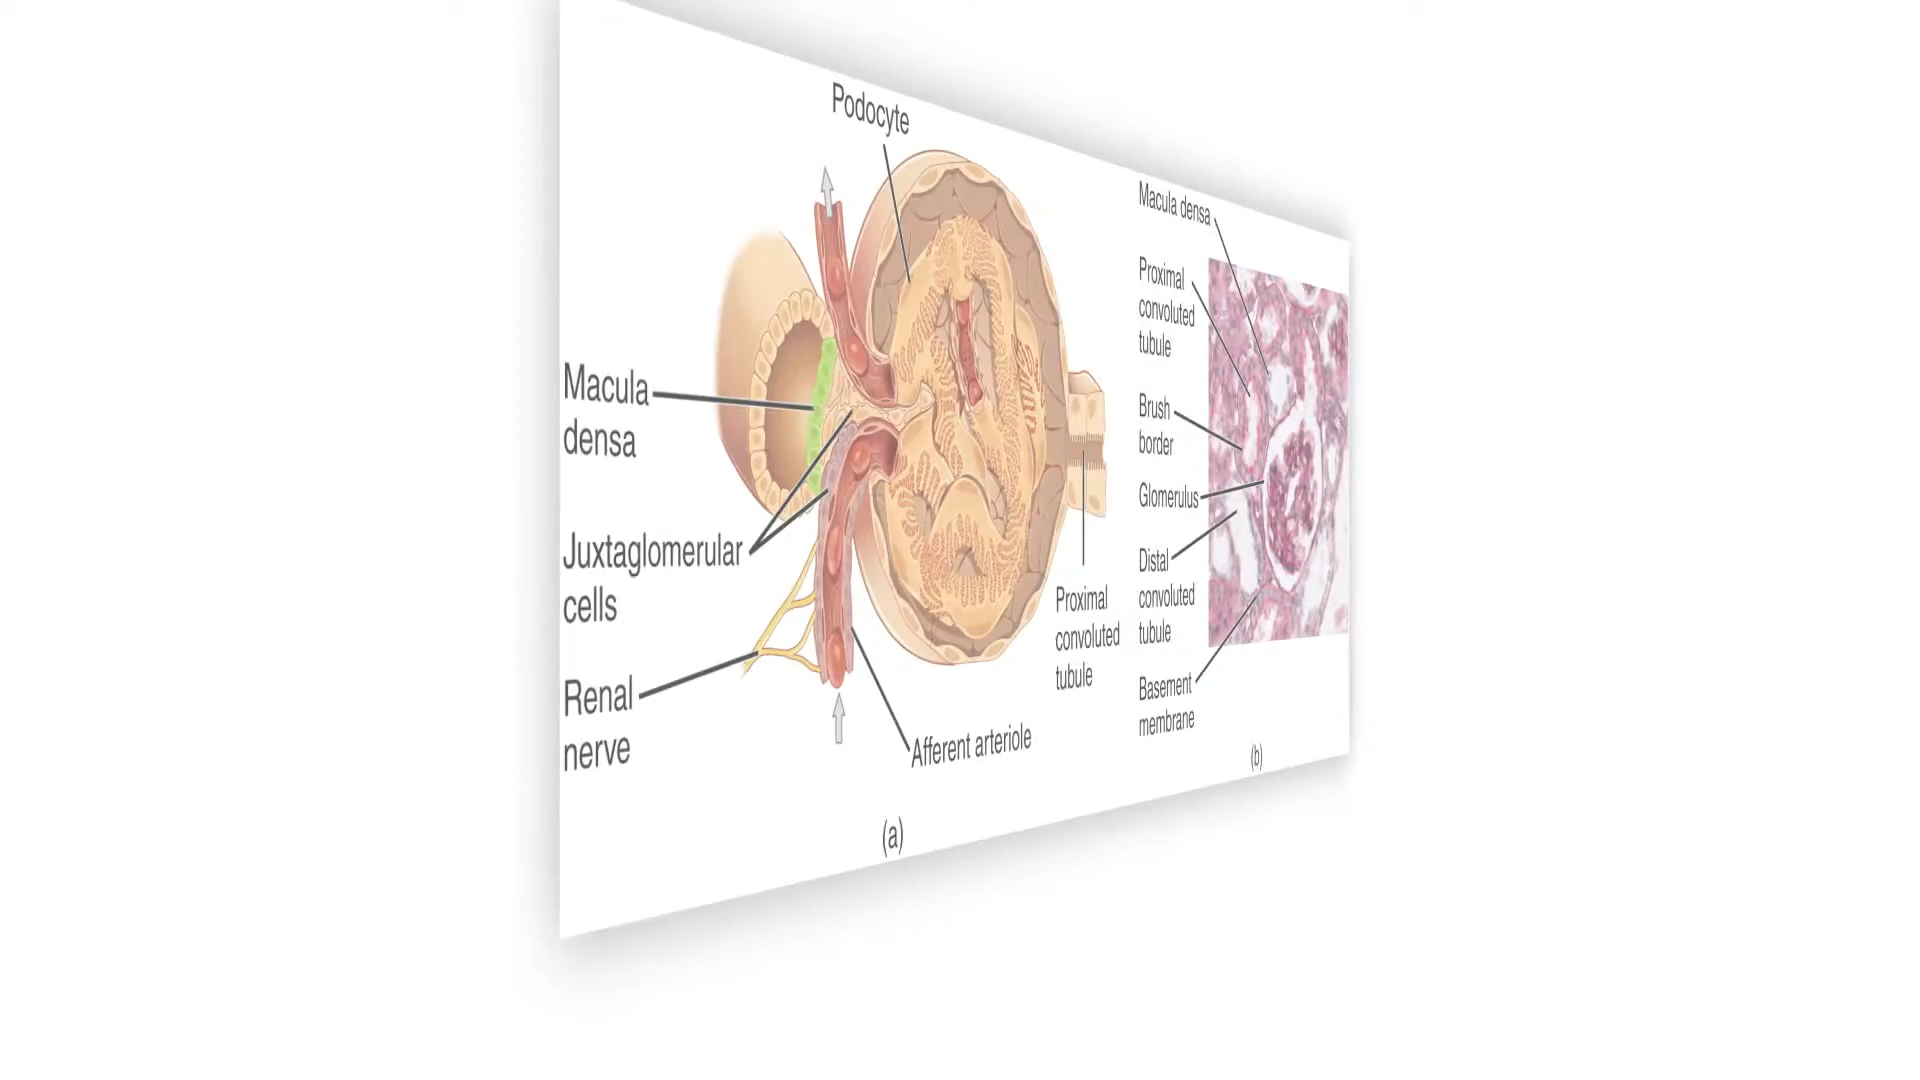 Podocyte
Macula
densa
Juxtaglomerular
cells
Renal
nerve
Afferent arteriole
Proximal
convoluted
tubule
(a)
Macula densa
Proximal
convoluted
tubule
Brush
border
Glomerulus
Distal
convoluted
tubule
Basement
membrane
(b)